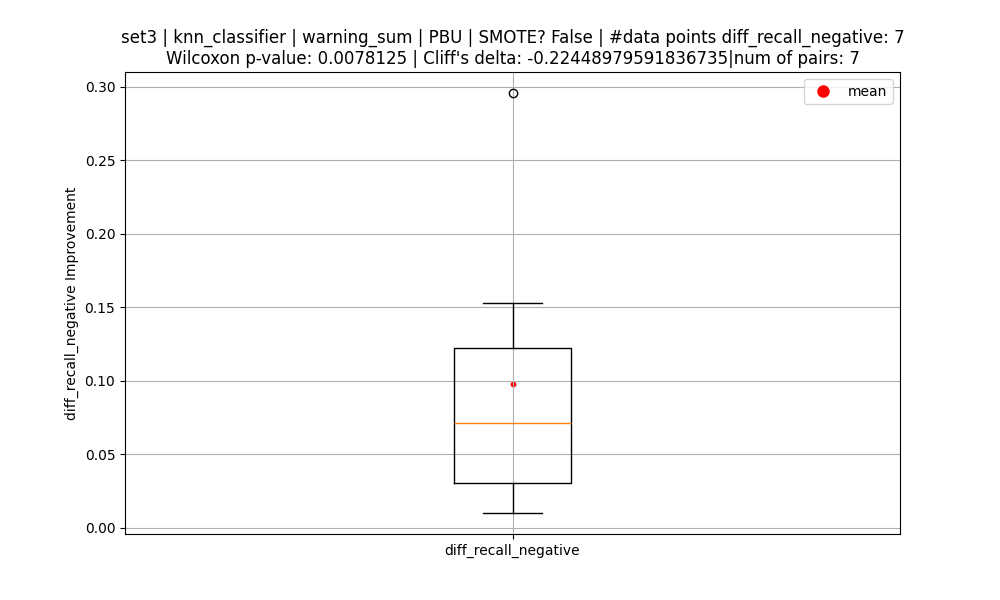 set3 | knn_classifier | warning_sum | PBU | SMOTE? False | #data points diff_recall_negative: 7
Wilcoxon p-value: 0.0078125 | Cliff's delta: -0.22448979591836735|num of pairs: 7
mean
0.30
0.25
0.20
0.15
0.10
0.05
0.00
diff_recall_negative Improvement
diff_recall_negative